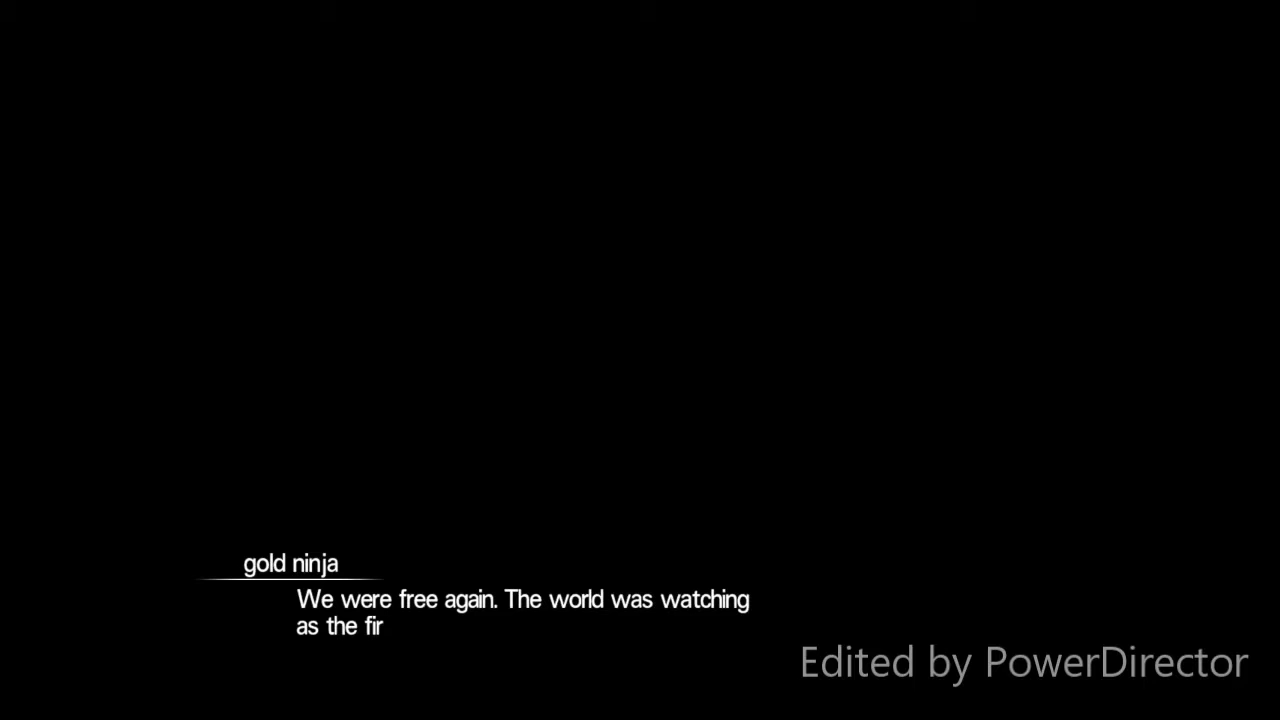 gold ninja
We were free again. The world was watching
as the fir
Edited by PowerDirector